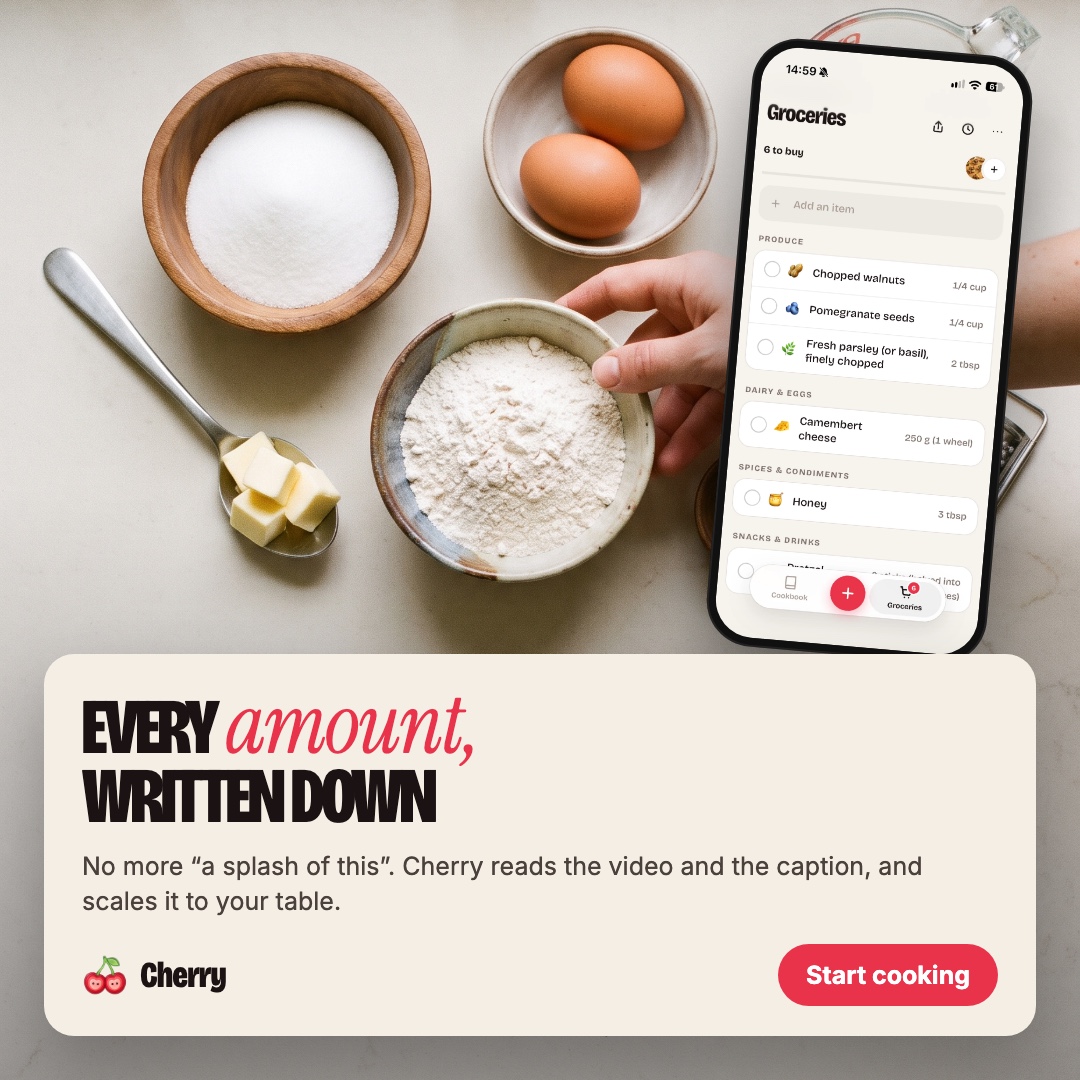 14:59
61
Groceries
6 to buy
+
+ Add an item
PRODUCE
Chopped walnuts 1/4 cup
Pomegranate seeds 1/4 cup
Fresh parsley (or basil),
finely chopped 2 tbsp
DAIRY & EGGS
Camembert
cheese 250 g (1 wheel)
SPICES & CONDIMENTS
Honey 3 tbsp
SNACKS & DRINKS
Cookbook
+
6
Groceries
EVERY amount,
WRITTEN DOWN
No more “a splash of this”. Cherry reads the video and the caption, and
scales it to your table.
Cherry
Start cooking